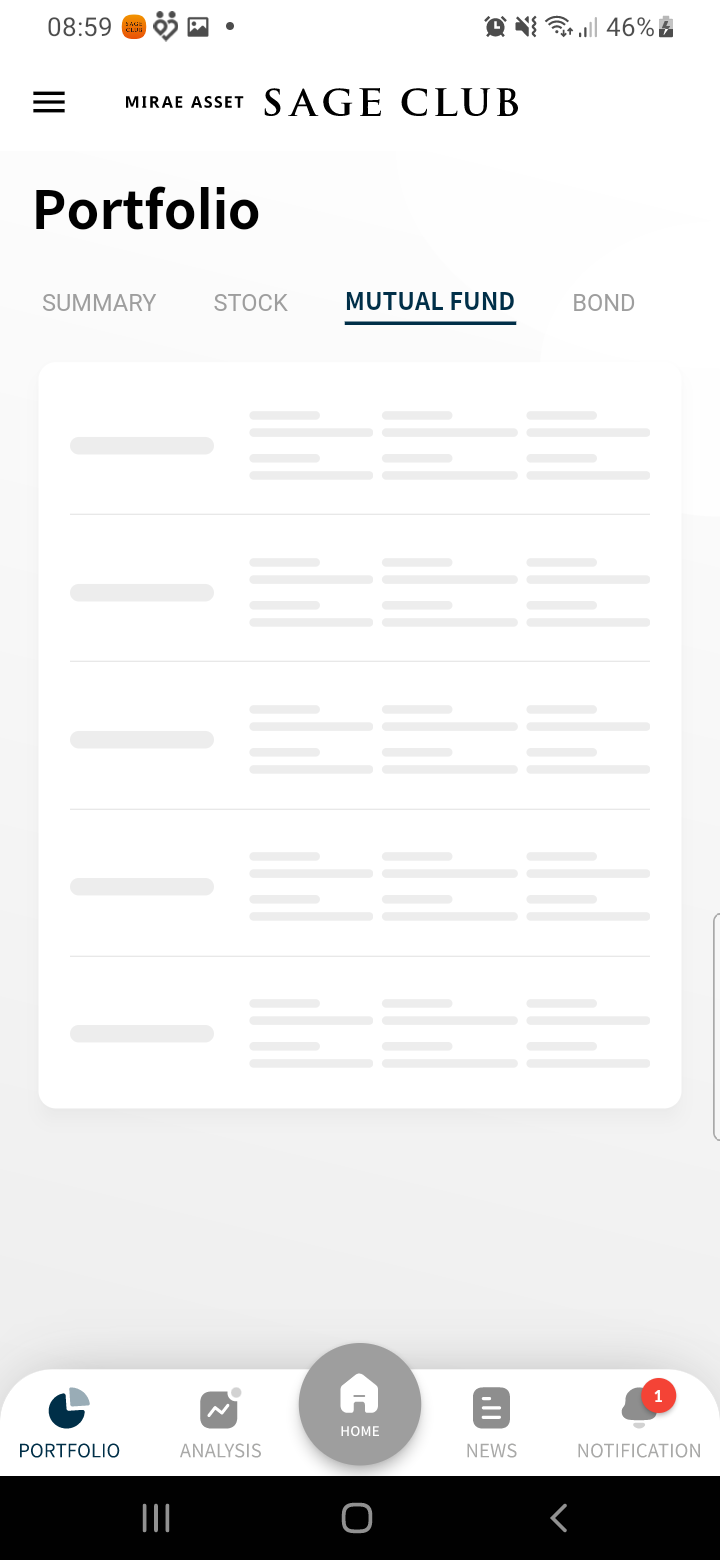 08:59
46%
MIRAE ASSET SAGE CLUB
Portfolio
SUMMARY STOCK MUTUAL FUND BOND
PORTFOLIO ANALYSIS HOME NEWS NOTIFICATION
1